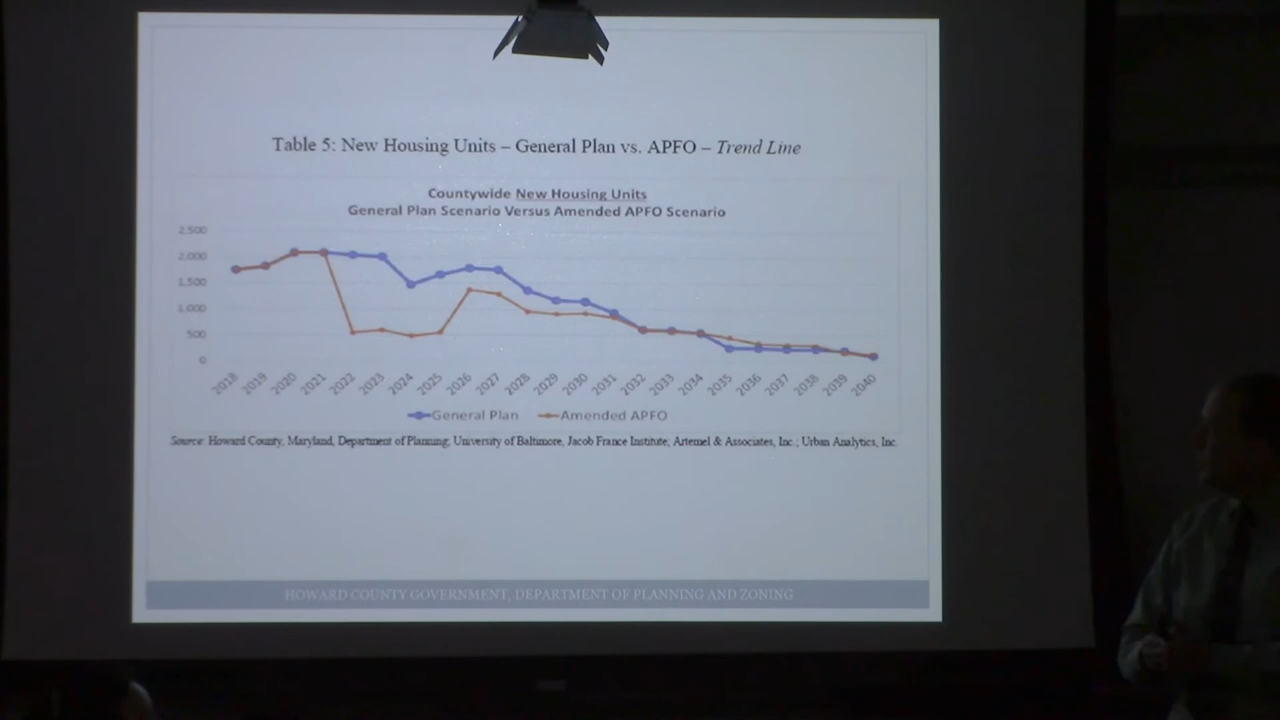 Table 5: New Housing Units – General Plan vs. APFO – Trend Line
Countywide New Housing Units
General Plan Scenario Versus Amended APFO Scenario
2,500
2,000
1,500
1,000
500
0
2018 2019 2020 2021 2022 2023 2024 2025 2026 2027 2028 2029 2030 2031 2032 2033 2034 2035 2036 2037 2038 2039 2040
General Plan Amended APFO
Source: Howard County, Maryland, Department of Planning; University of Baltimore, Jacob France Institute; Artemel & Associates, Inc.; Urban Analytics, Inc.
HOWARD COUNTY GOVERNMENT, DEPARTMENT OF PLANNING AND ZONING